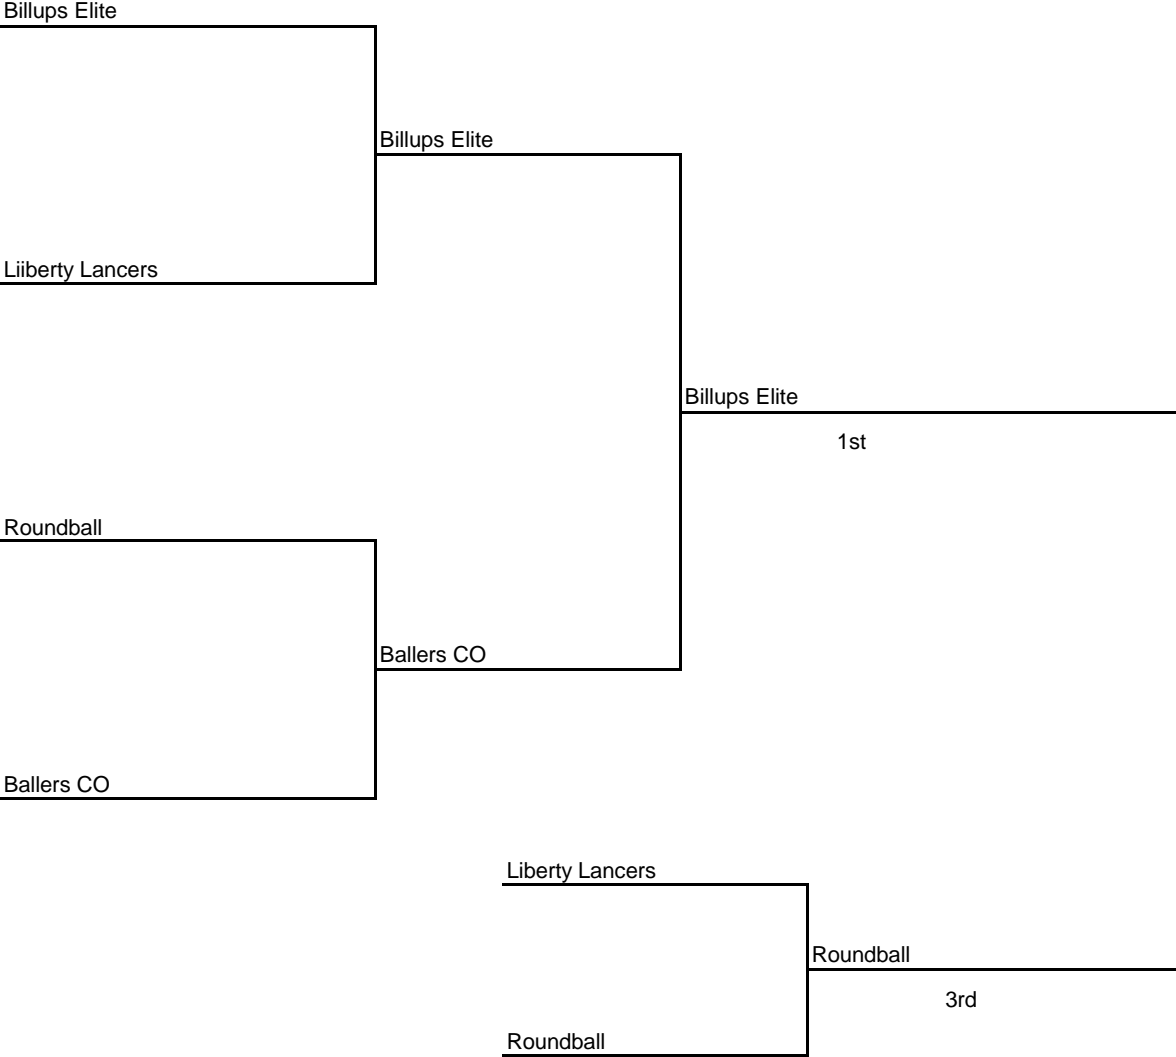 Billups Elite
Billups Elite
Liiberty Lancers
Billups Elite
1st
Roundball
Ballers CO
Ballers CO
Liberty Lancers
Roundball
3rd
Roundball